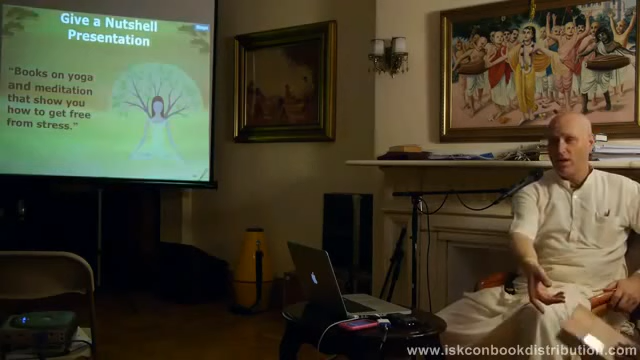 Give a Nutshell
Presentation
"Books on yoga
and meditation
that show you
how to get free
from stress."
www.iskconbookdistribution.com